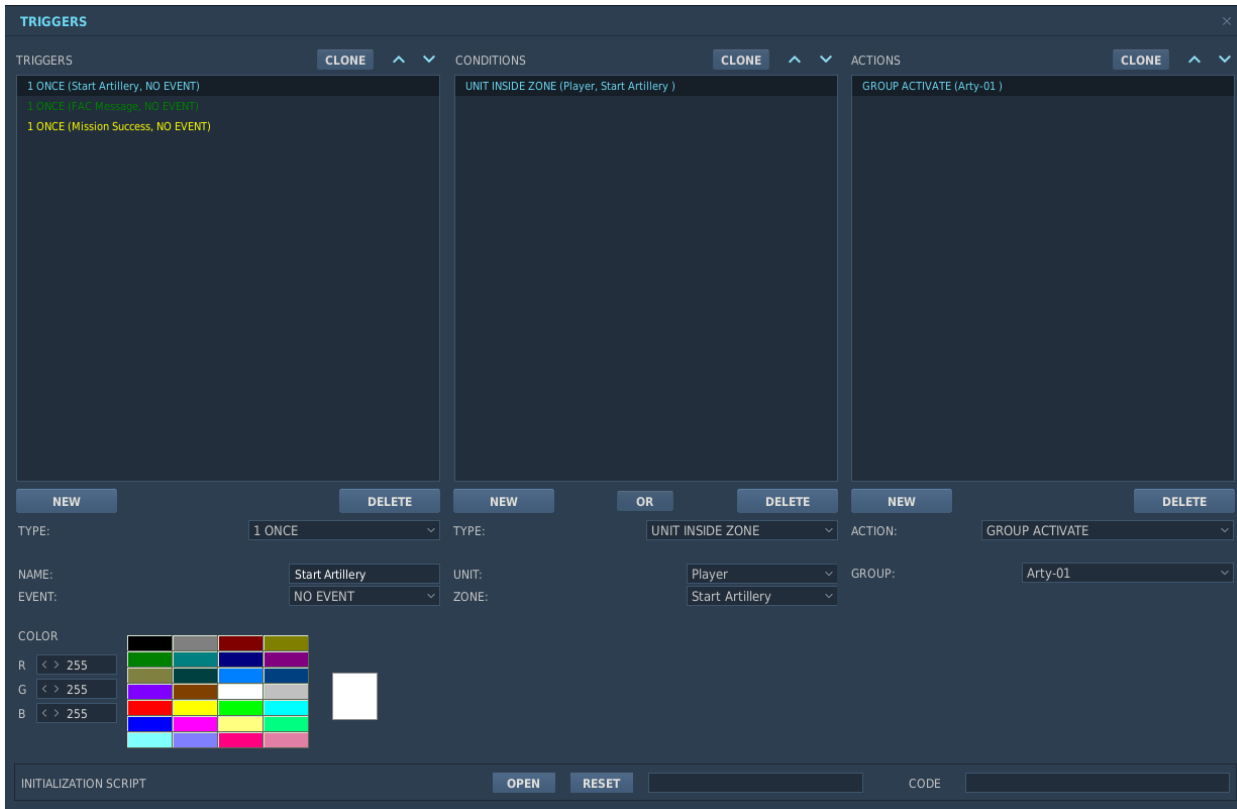 TRIGGERS
TRIGGERS CLONE CONDITIONS CLONE ACTIONS CLONE
1 ONCE (Start Artillery, NO EVENT) UNIT INSIDE ZONE (Player, Start Artillery ) GROUP ACTIVATE (Arty-01 )
1 ONCE (FAC Message, NO EVENT)
1 ONCE (Mission Success, NO EVENT)
NEW DELETE NEW OR DELETE NEW DELETE
TYPE: 1 ONCE TYPE: UNIT INSIDE ZONE ACTION: GROUP ACTIVATE
NAME: Start Artillery UNIT: Player GROUP: Arty-01
EVENT: NO EVENT ZONE: Start Artillery
COLOR
R < > 255
G < > 255
B < > 255
INITIALIZATION SCRIPT OPEN RESET CODE